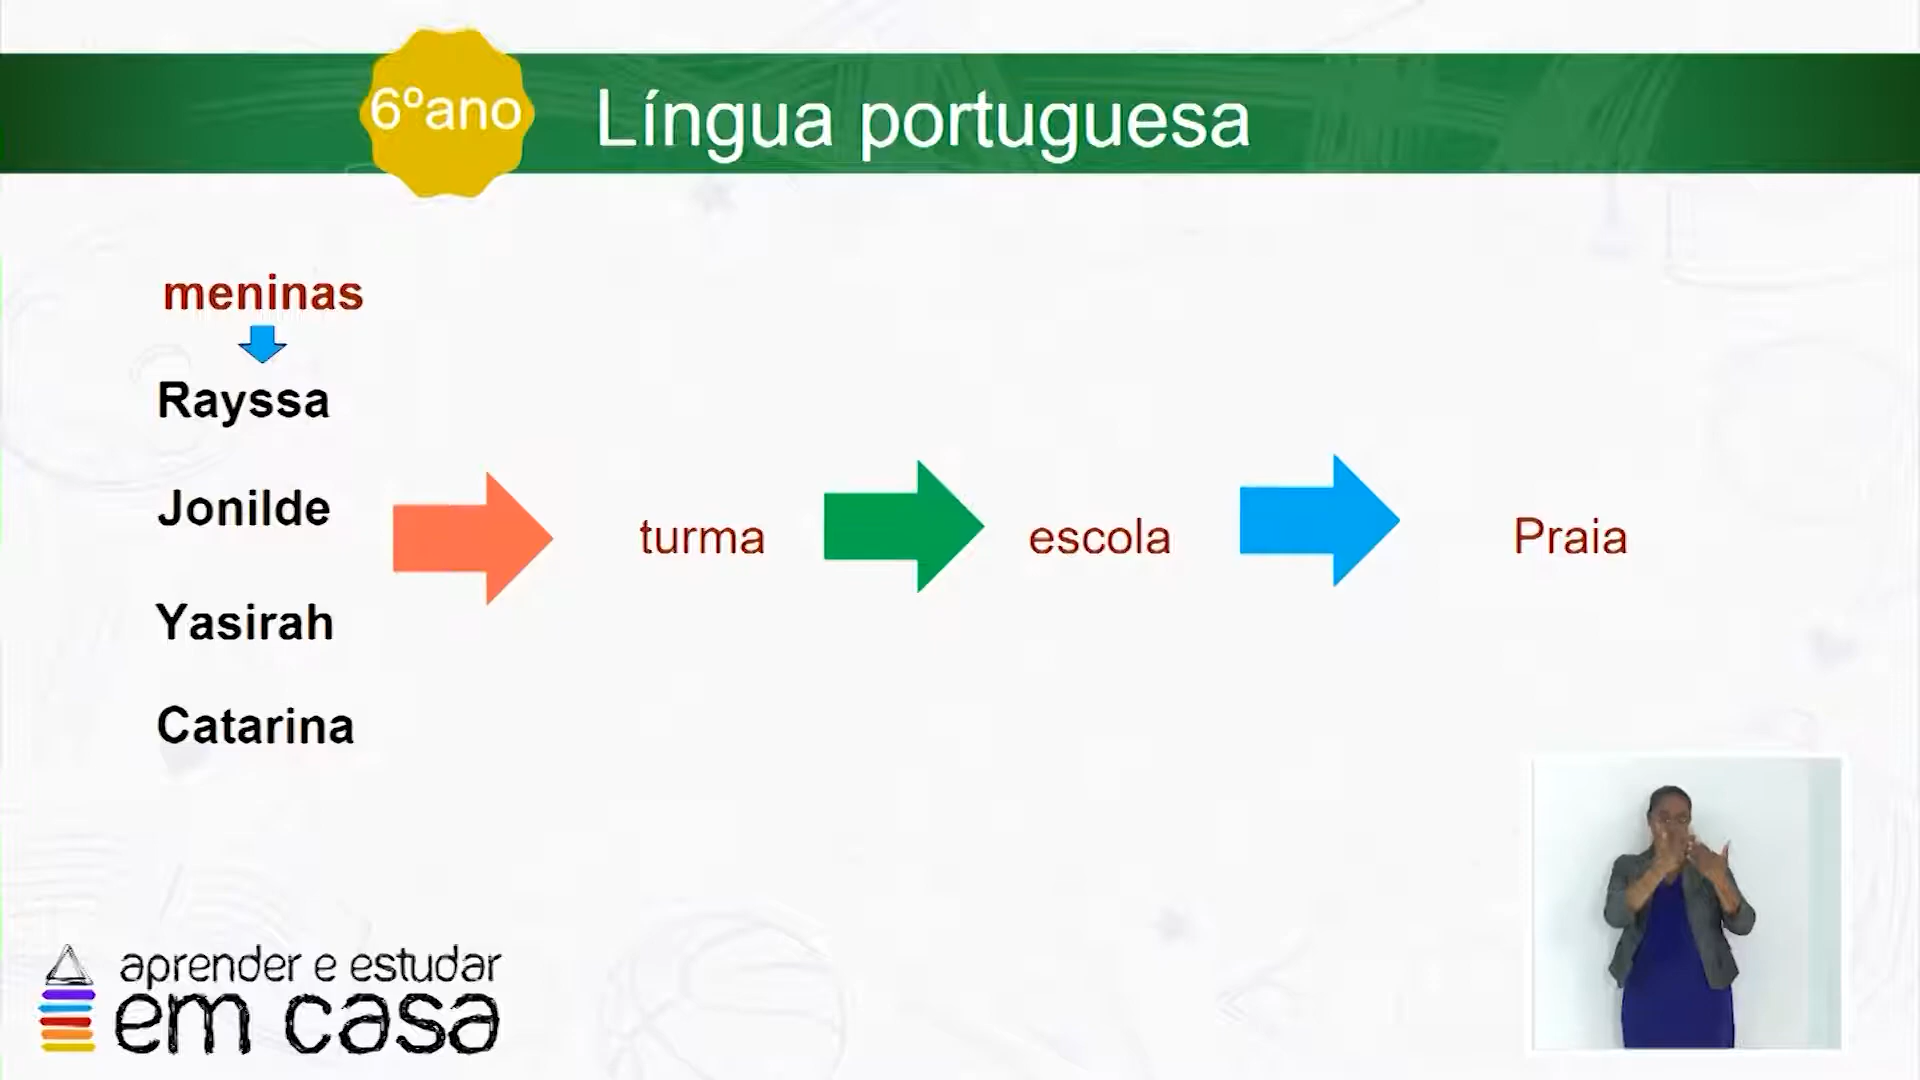 6ºano
Língua portuguesa
meninas
Rayssa
Jonilde
Yasirah
Catarina
turma
escola
Praia
aprender e estudar
em casa